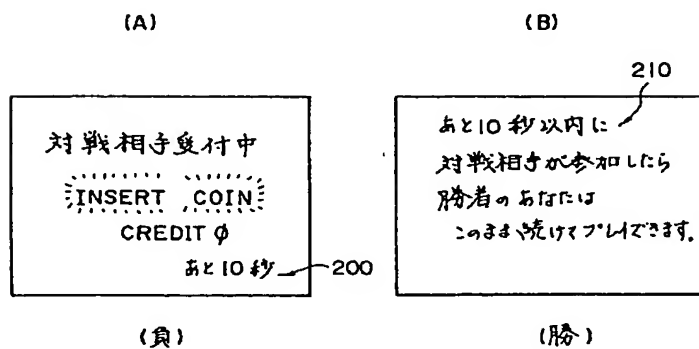 (A)
(B)
210
対戦相手受付中
INSERT COIN
CREDIT 0
あと10秒
200
あと10秒以内に
対戦相手が参加したら
勝者のあなたは
このまま、続けてプレイできます。
(負)
(勝)